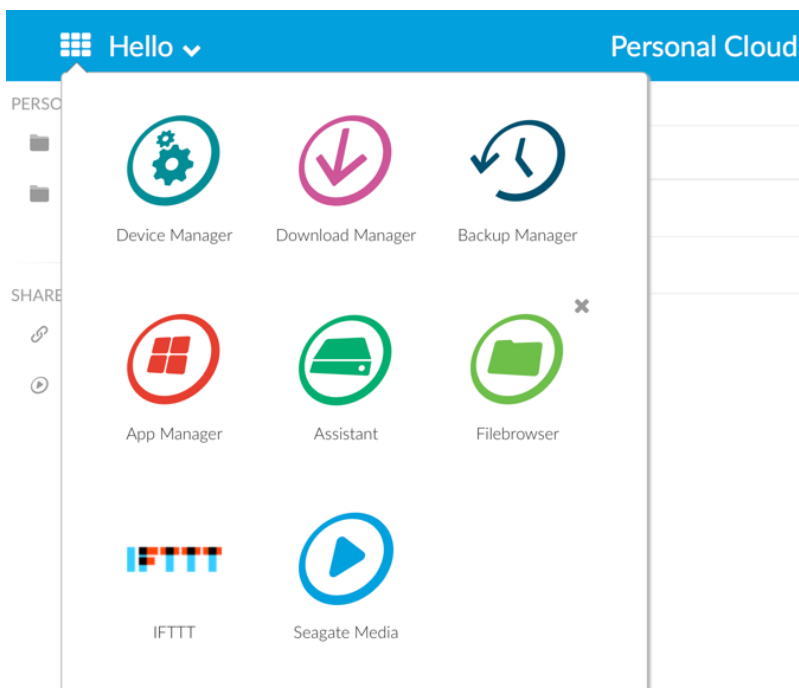 Hello
Personal Cloud
PERSO
Device Manager
Download Manager
Backup Manager
SHARE
App Manager
Assistant
Filebrowser
IFTTT
IFTTT
Seagate Media